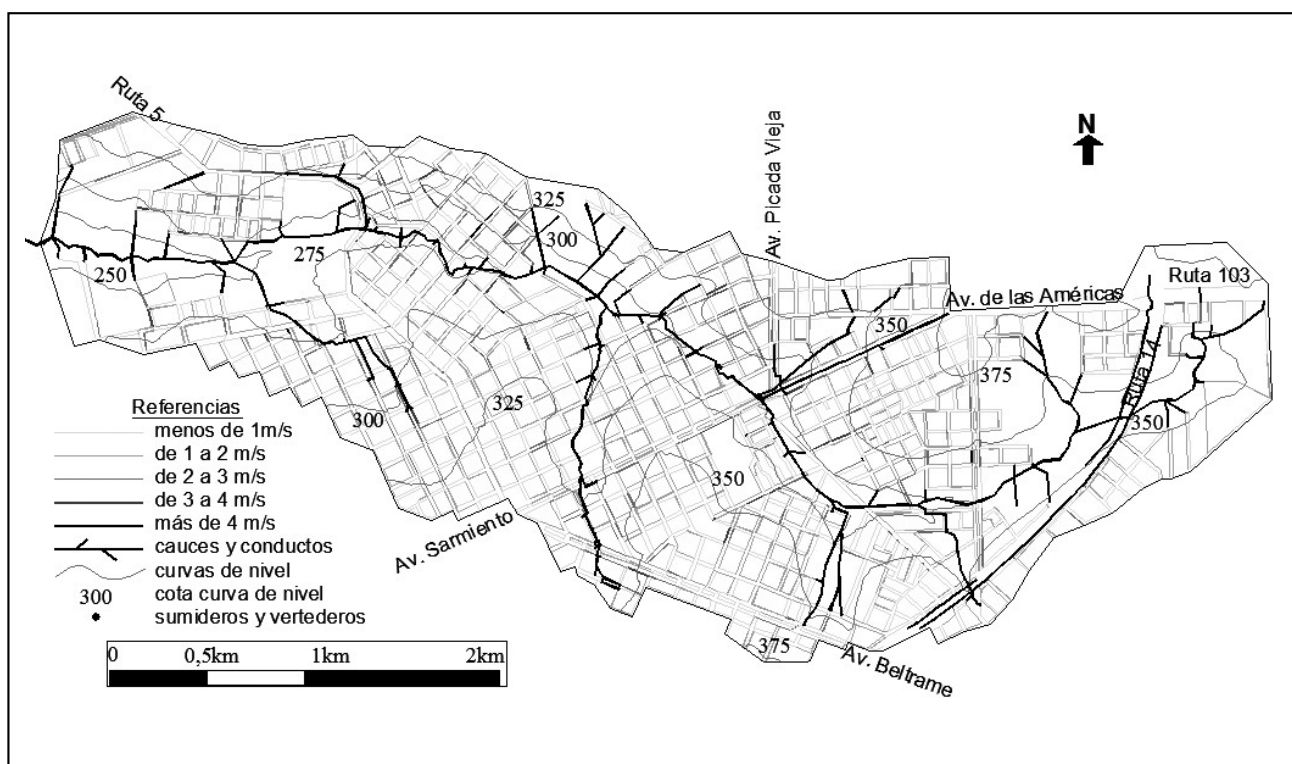 Ruta 5
Av. Picada Vieja
N
325
300
275
250
Ruta 103
Av. de las Américas
350
375
Ruta 14
350
325
300
350
Av. Sarmiento
375
Av. Beltrame
Referencias
menos de 1m/s
de 1 a 2 m/s
de 2 a 3 m/s
de 3 a 4 m/s
más de 4 m/s
cauces y conductos
curvas de nivel
300 cota curva de nivel
sumideros y vertederos
0 0,5km 1km 2km